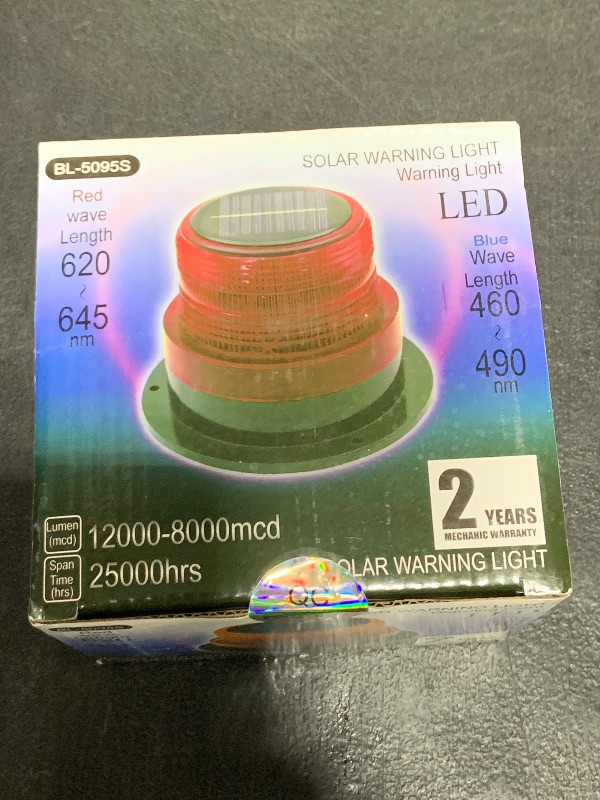 BL-5095S
SOLAR WARNING LIGHT
Warning Light
LED
Red
wave
Length
620
~
645
nm
Blue
Wave
Length
460
~
490
nm
2 YEARS
MECHANIC WARRANTY
Lumen
(mcd)
12000-8000mcd
Span
Time
(hrs)
25000hrs
QC
OLAR WARNING LIGHT